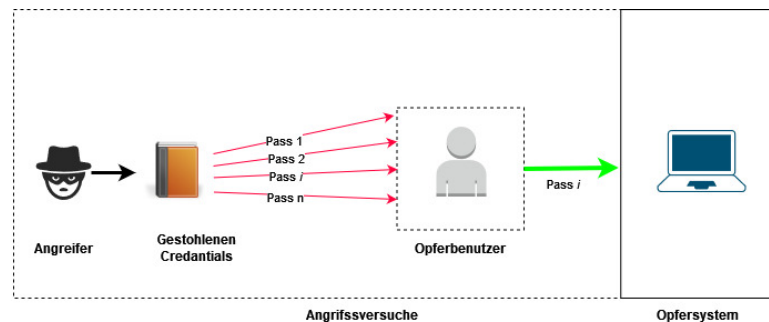 Pass 1
Pass 2
Pass i
Pass n
Pass i
Angreifer
Gestohlenen
Credantials
Opferbenutzer
Angrifssversuche
Opfersystem